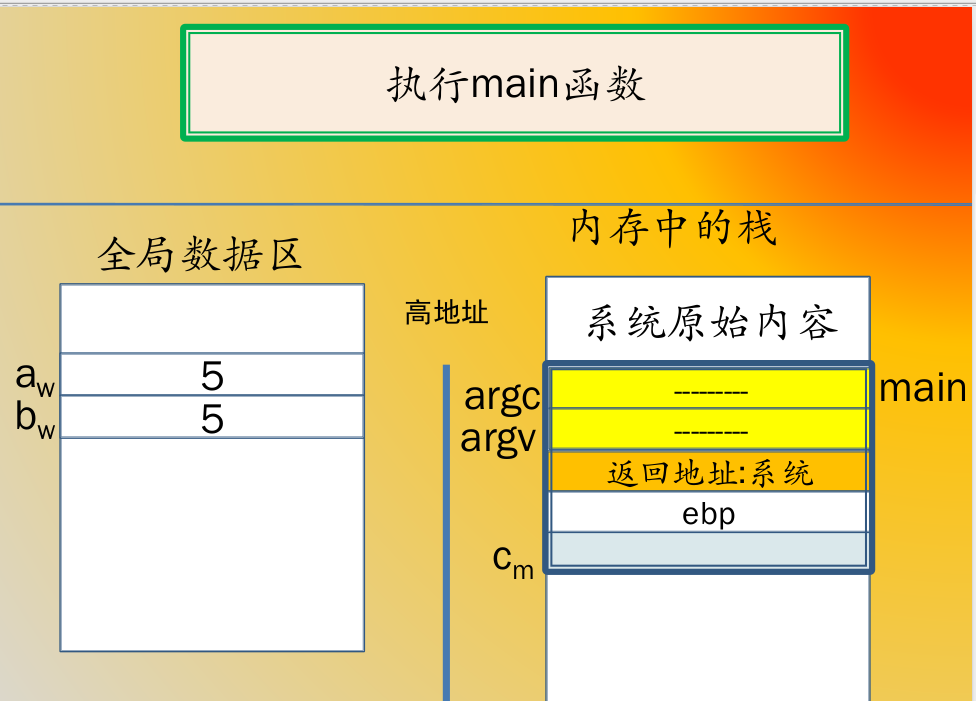 执行main函数
内存中的栈
全局数据区
高地址
系统原始内容
aw 5
bw 5
argc --------- main
argv ---------
返回地址:系统
ebp
cm